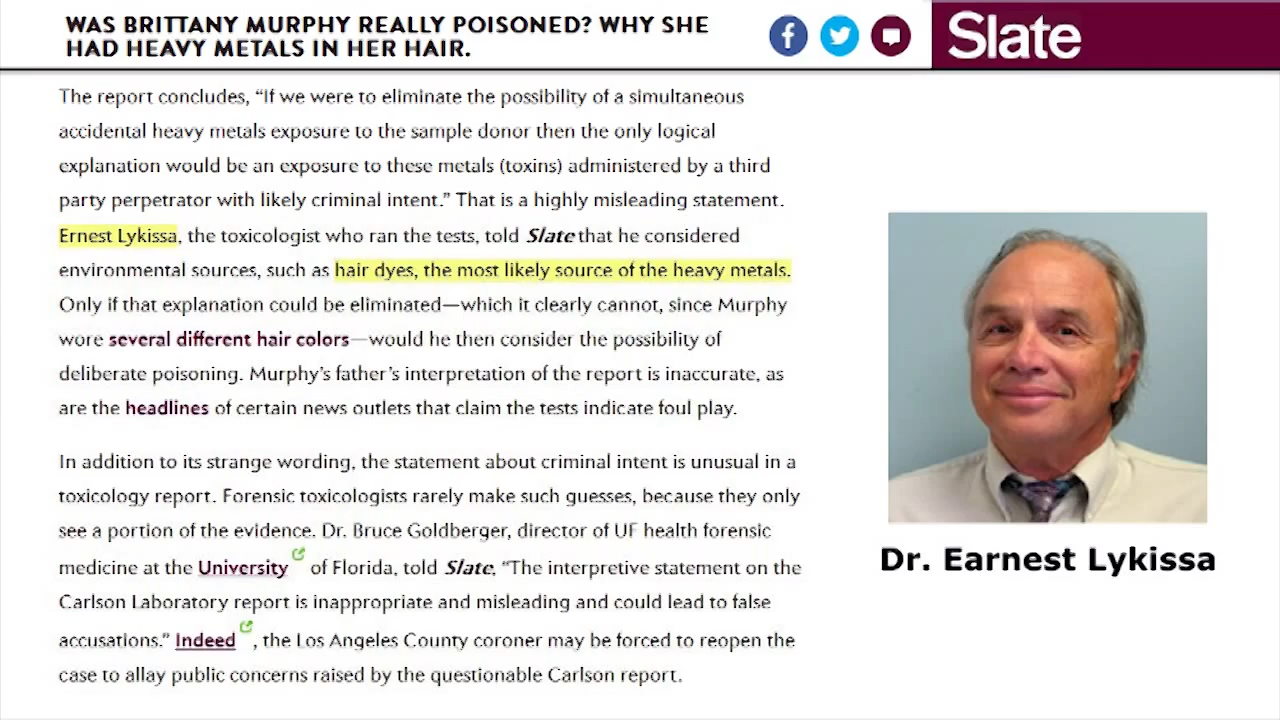 WAS BRITTANY MURPHY REALLY POISONED? WHY SHE
HAD HEAVY METALS IN HER HAIR.
Slate
The report concludes, “If we were to eliminate the possibility of a simultaneous
accidental heavy metals exposure to the sample donor then the only logical
explanation would be an exposure to these metals (toxins) administered by a third
party perpetrator with likely criminal intent.” That is a highly misleading statement.
Ernest Lykissa, the toxicologist who ran the tests, told Slate that he considered
environmental sources, such as hair dyes, the most likely source of the heavy metals.
Only if that explanation could be eliminated—which it clearly cannot, since Murphy
wore several different hair colors—would he then consider the possibility of
deliberate poisoning. Murphy’s father’s interpretation of the report is inaccurate, as
are the headlines of certain news outlets that claim the tests indicate foul play.
In addition to its strange wording, the statement about criminal intent is unusual in a
toxicology report. Forensic toxicologists rarely make such guesses, because they only
see a portion of the evidence. Dr. Bruce Goldberger, director of UF health forensic
medicine at the University of Florida, told Slate, “The interpretive statement on the
Carlson Laboratory report is inappropriate and misleading and could lead to false
accusations.” Indeed, the Los Angeles County coroner may be forced to reopen the
case to allay public concerns raised by the questionable Carlson report.
Dr. Earnest Lykissa